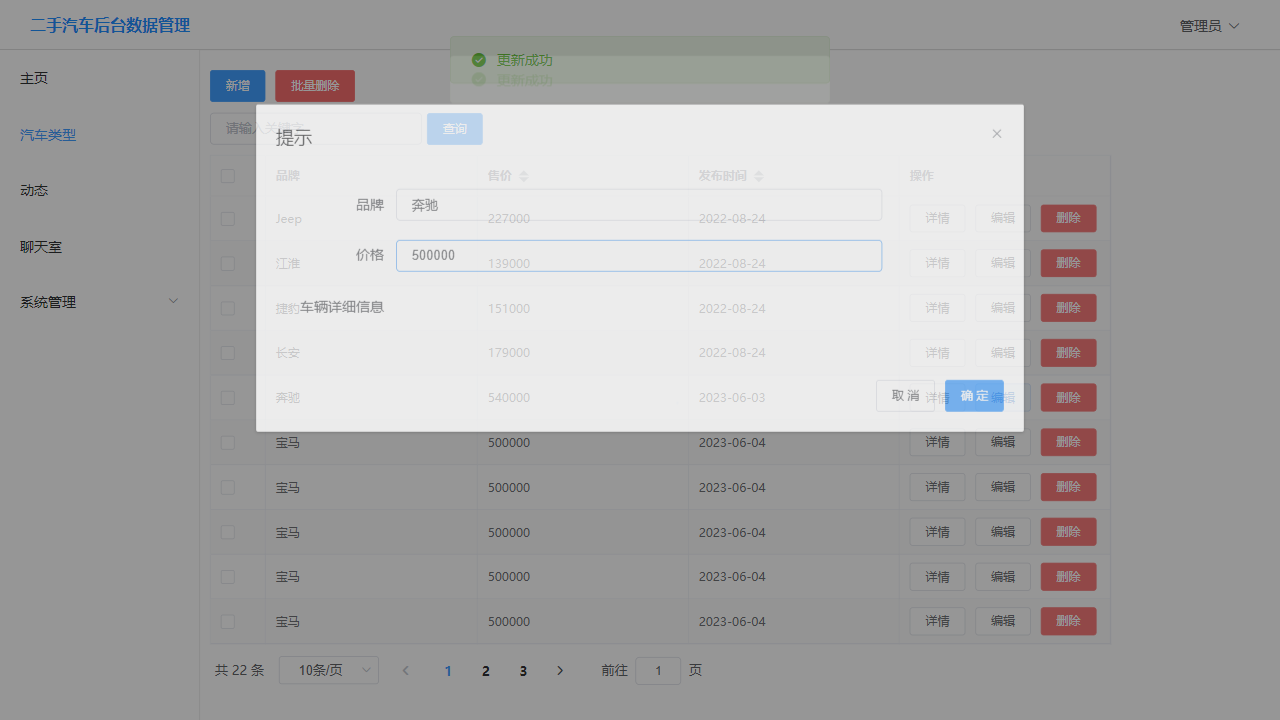 二手汽车后台数据管理
管理员
更新成功
更新成功
主页
汽车类型
动态
聊天室
系统管理
新增
批量删除
请输入关键字
查询
提示
品牌
售价
发布时间
操作
品牌 奔驰
价格 500000
车辆详细信息
取 消
确 定
Jeep 227000 2022-08-24 详情 编辑 删除
江淮 139000 2022-08-24 详情 编辑 删除
捷豹 151000 2022-08-24 详情 编辑 删除
长安 179000 2022-08-24 详情 编辑 删除
奔驰 540000 2023-06-03 详情 编辑 删除
宝马 500000 2023-06-04 详情 编辑 删除
宝马 500000 2023-06-04 详情 编辑 删除
宝马 500000 2023-06-04 详情 编辑 删除
宝马 500000 2023-06-04 详情 编辑 删除
宝马 500000 2023-06-04 详情 编辑 删除
共 22 条 10条/页 1 2 3 前往 1 页